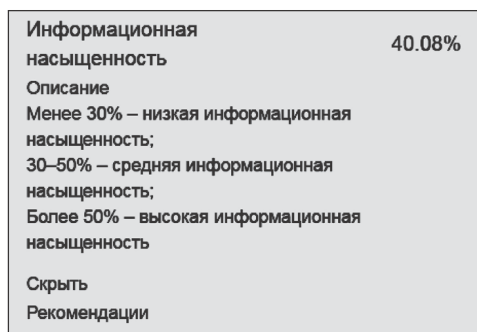 Информационная
насыщенность
40.08%
Описание
Менее 30% – низкая информационная
насыщенность;
30–50% – средняя информационная
насыщенность;
Более 50% – высокая информационная
насыщенность
Скрыть
Рекомендации